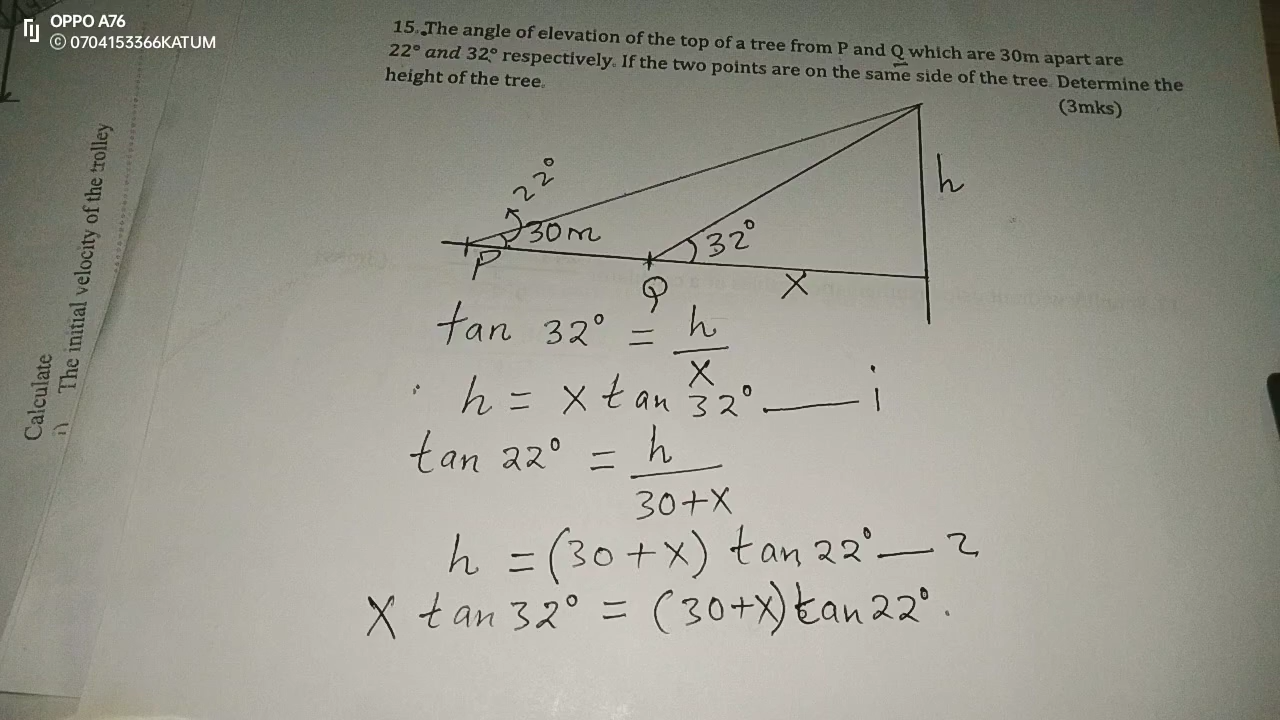 OPPO A76
© 0704153366KATUM
15. The angle of elevation of the top of a tree from P and Q which are 30m apart are
22° and 32° respectively. If the two points are on the same side of the tree. Determine the
height of the tree.
(3mks)
22°
h
30m
32°
P
Q
X
tan 32° = h/X
h = X tan 32° — i
tan 22° = h/30+X
h = (30+X) tan 22° — 2
X tan 32° = (30+X) tan 22°.
Calculate
i) The initial velocity of the trolley